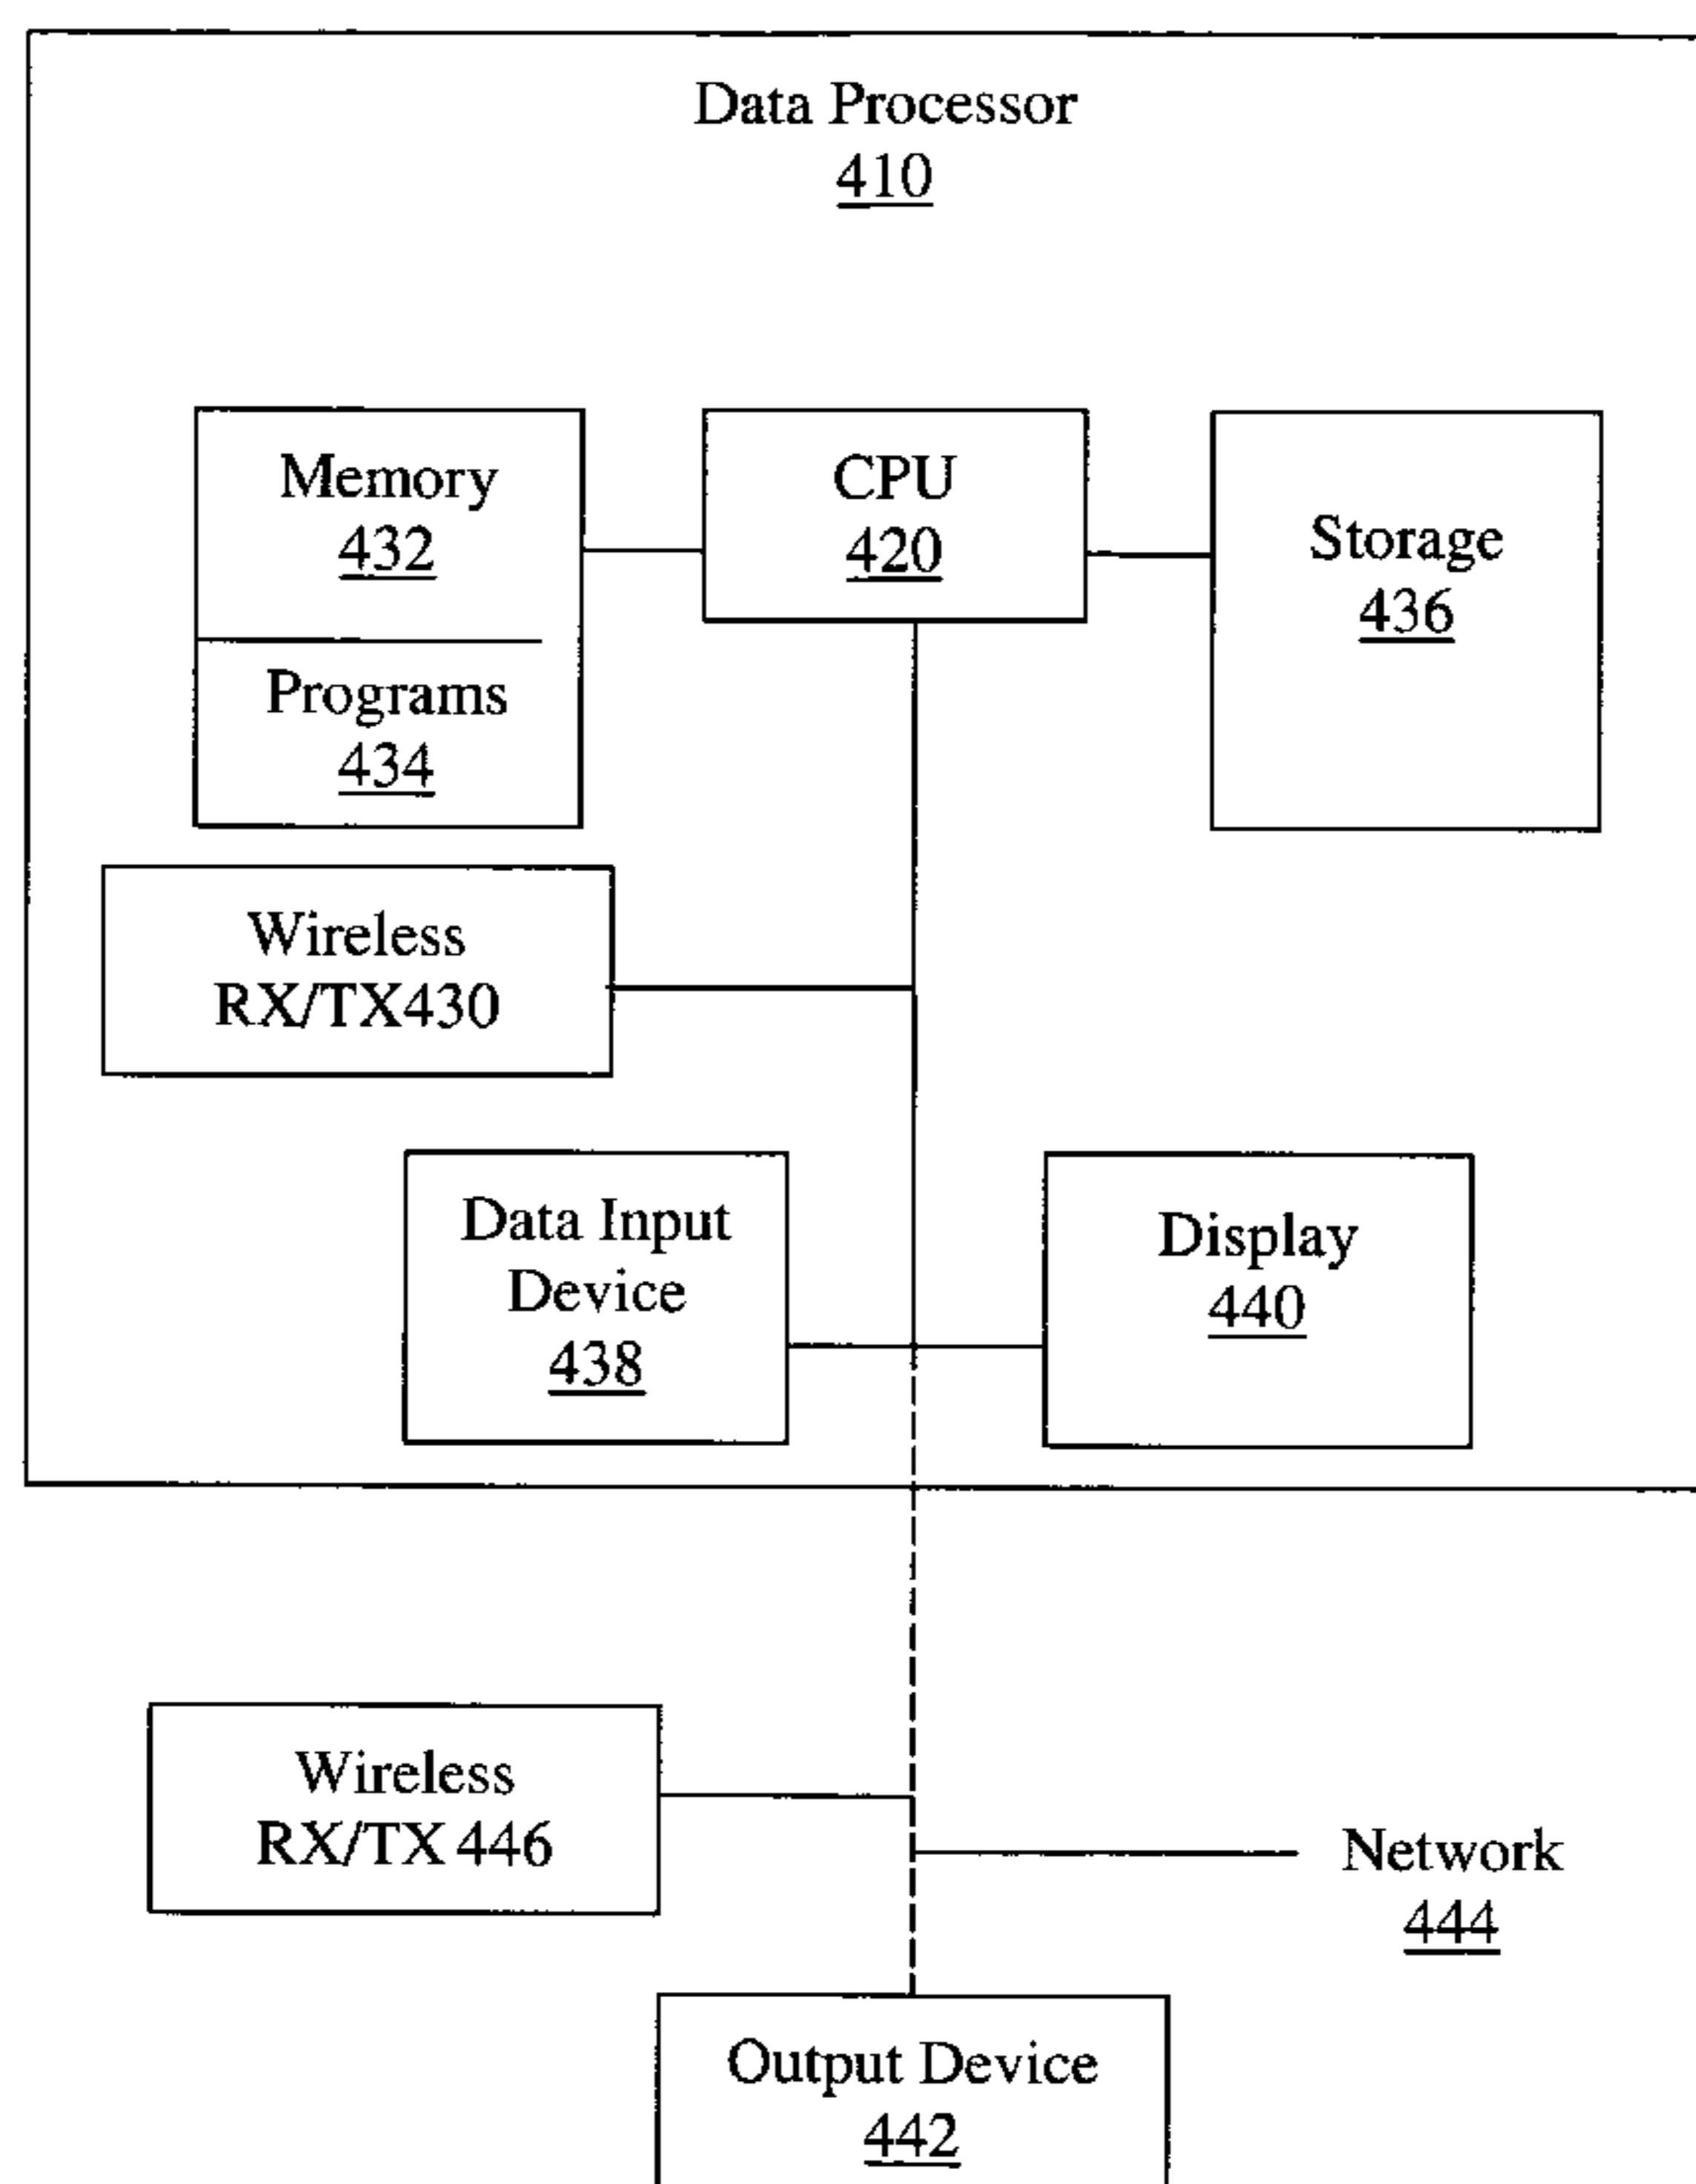 Data Processor
410
Memory
432
CPU
420
Storage
436
Programs
434
Wireless
RX/TX430
Data Input
Device
438
Display
440
Wireless
RX/TX 446
Network
444
Output Device
442